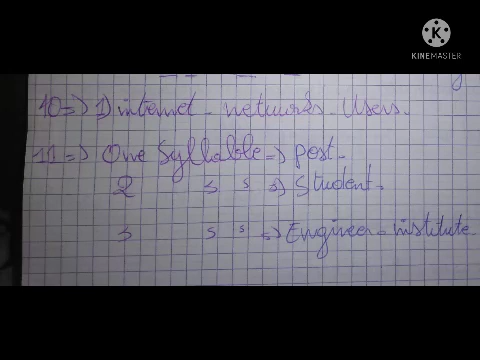 KINEMASTER
10=> 1) internet - networks - Users.
11=> One Syllable => post -
2 s s => Student.
3 s s => Engineer - institute